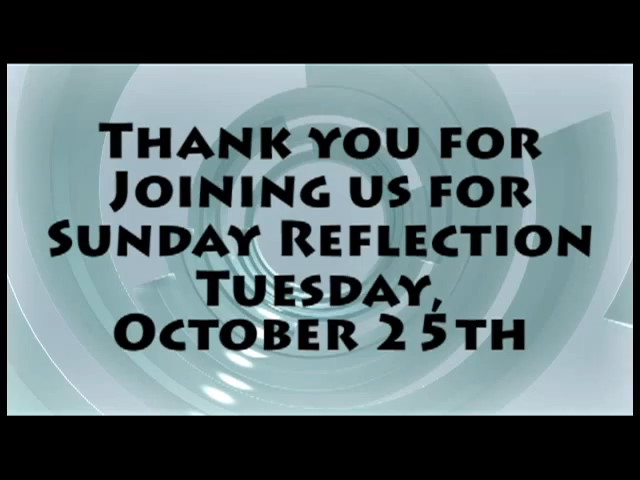 Thank you for
Joining us for
Sunday Reflection
Tuesday,
October 25th